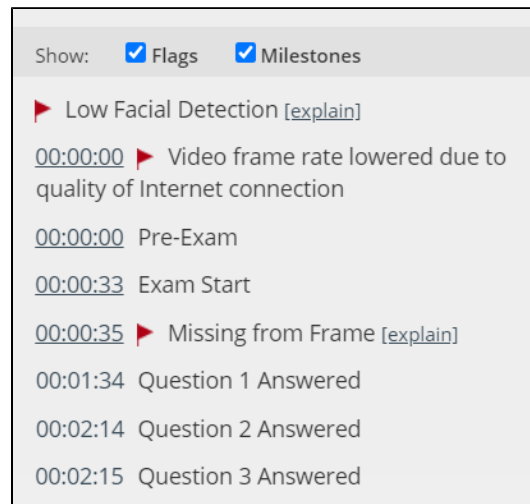 Show: Flags Milestones
Low Facial Detection [explain]
00:00:00 Video frame rate lowered due to
quality of Internet connection
00:00:00 Pre-Exam
00:00:33 Exam Start
00:00:35 Missing from Frame [explain]
00:01:34 Question 1 Answered
00:02:14 Question 2 Answered
00:02:15 Question 3 Answered